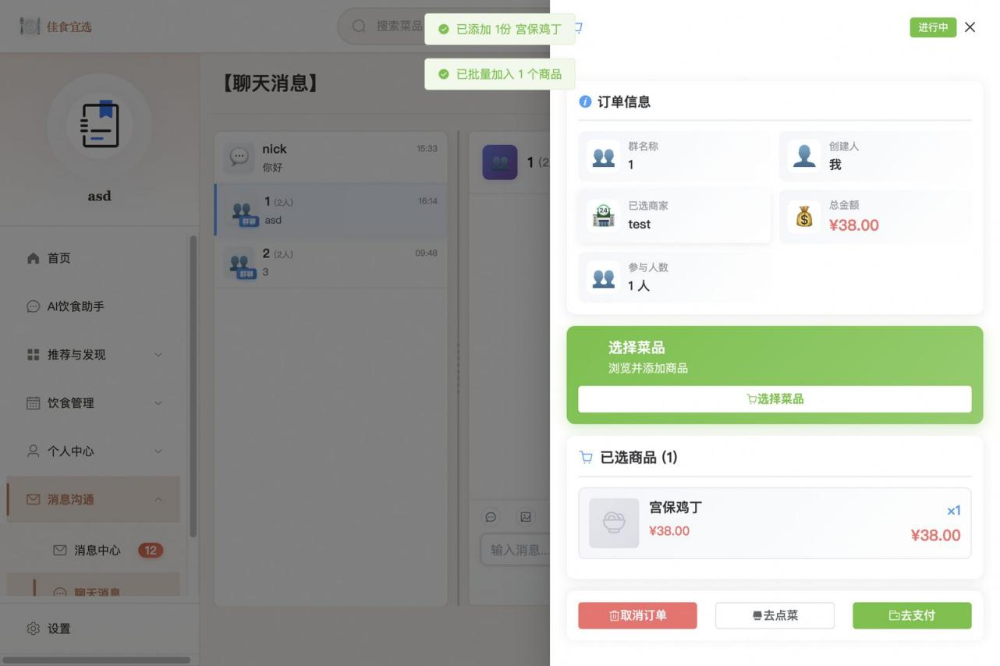 佳食宜选
搜索菜品
已添加 1份 宫保鸡丁
已批量加入 1 个商品
进行中
asd
首页
AI饮食助手
推荐与发现
饮食管理
个人中心
消息沟通
消息中心
12
聊天消息
设置
【聊天消息】
nick
15:33
你好
1 (2人)
16:14
群聊
asd
2 (2人)
09:48
群聊
3
1 (2
输入消息...
订单信息
群名称
1
创建人
我
已选商家
24
test
总金额
¥38.00
参与人数
1 人
选择菜品
浏览并添加商品
选择菜品
已选商品 (1)
宫保鸡丁
¥38.00
×1
¥38.00
取消订单
去点菜
去支付